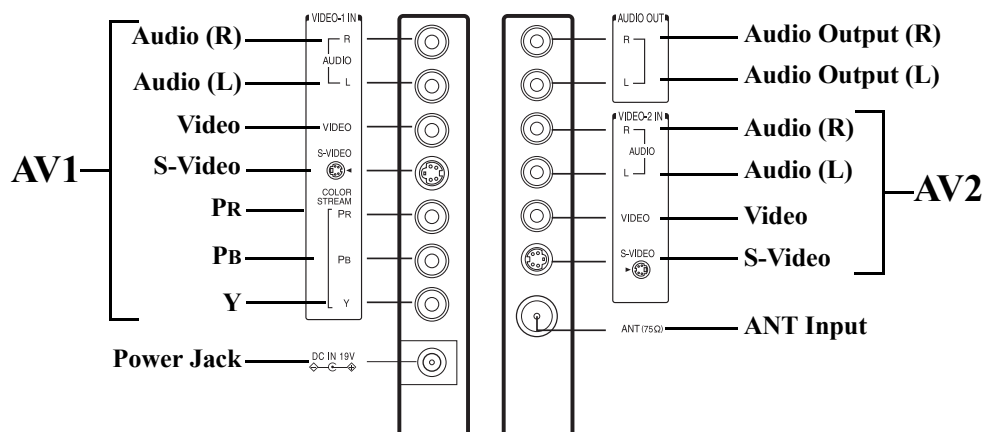 VIDEO-1 IN
Audio (R)
R
AUDIO
Audio (L)
L
Video
VIDEO
S-VIDEO
S-Video
AV1
COLOR
STREAM
PR
PR
PB
PB
Y
Y
Power Jack
DC IN 19V
AUDIO OUT
R
Audio Output (R)
L
Audio Output (L)
VIDEO-2 IN
R
Audio (R)
AUDIO
L
Audio (L)
AV2
VIDEO
Video
S-VIDEO
S-Video
ANT (75Ω)
ANT Input